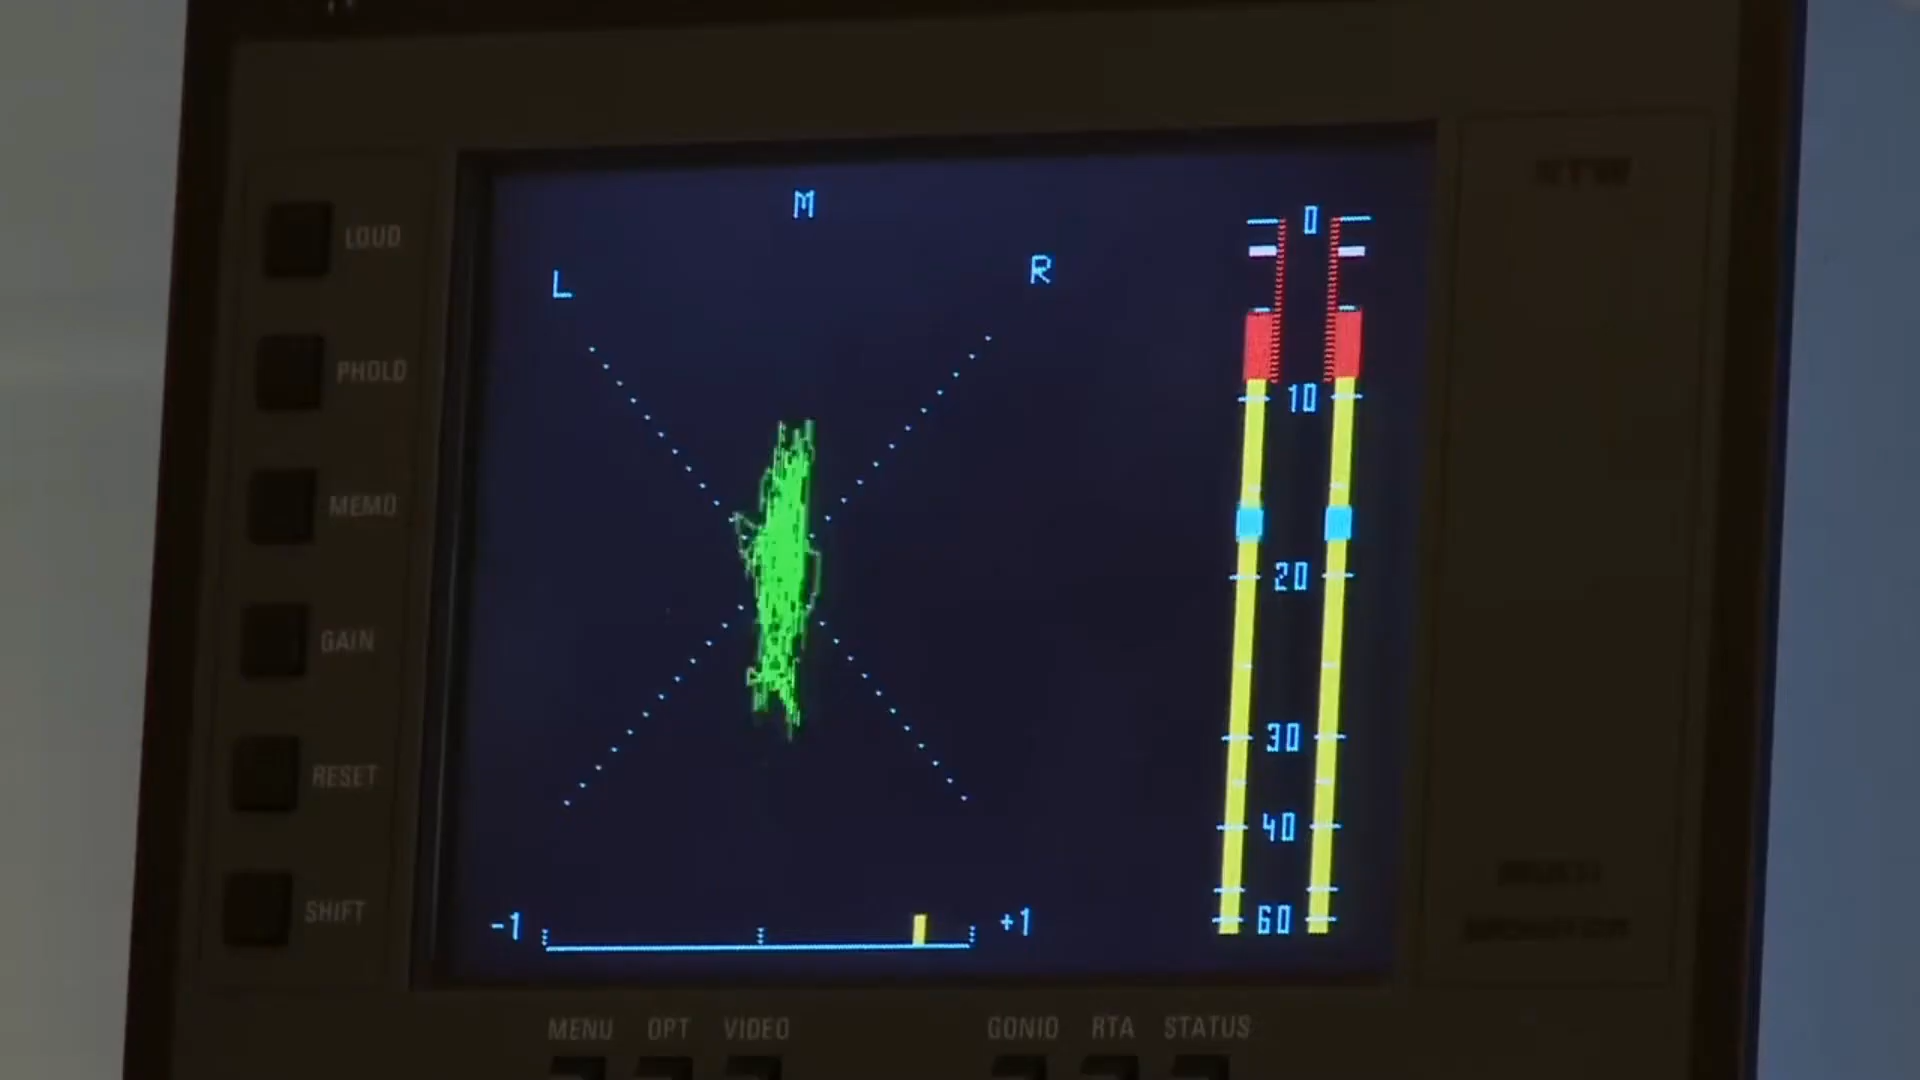 M
L
R
LOUD
PHOLD
MEMO
GAIN
RESET
SHIFT
0
10
20
30
40
60
-1
+1
MENU OPT VIDEO
GONIO RTA STATUS
RTW